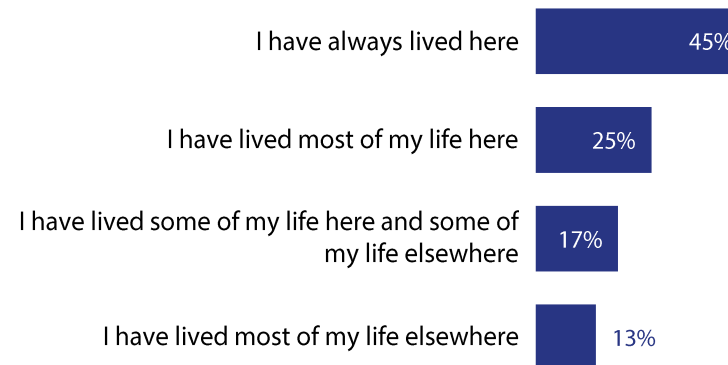 I have always lived here 45%
I have lived most of my life here 25%
I have lived some of my life here and some of
my life elsewhere 17%
I have lived most of my life elsewhere 13%